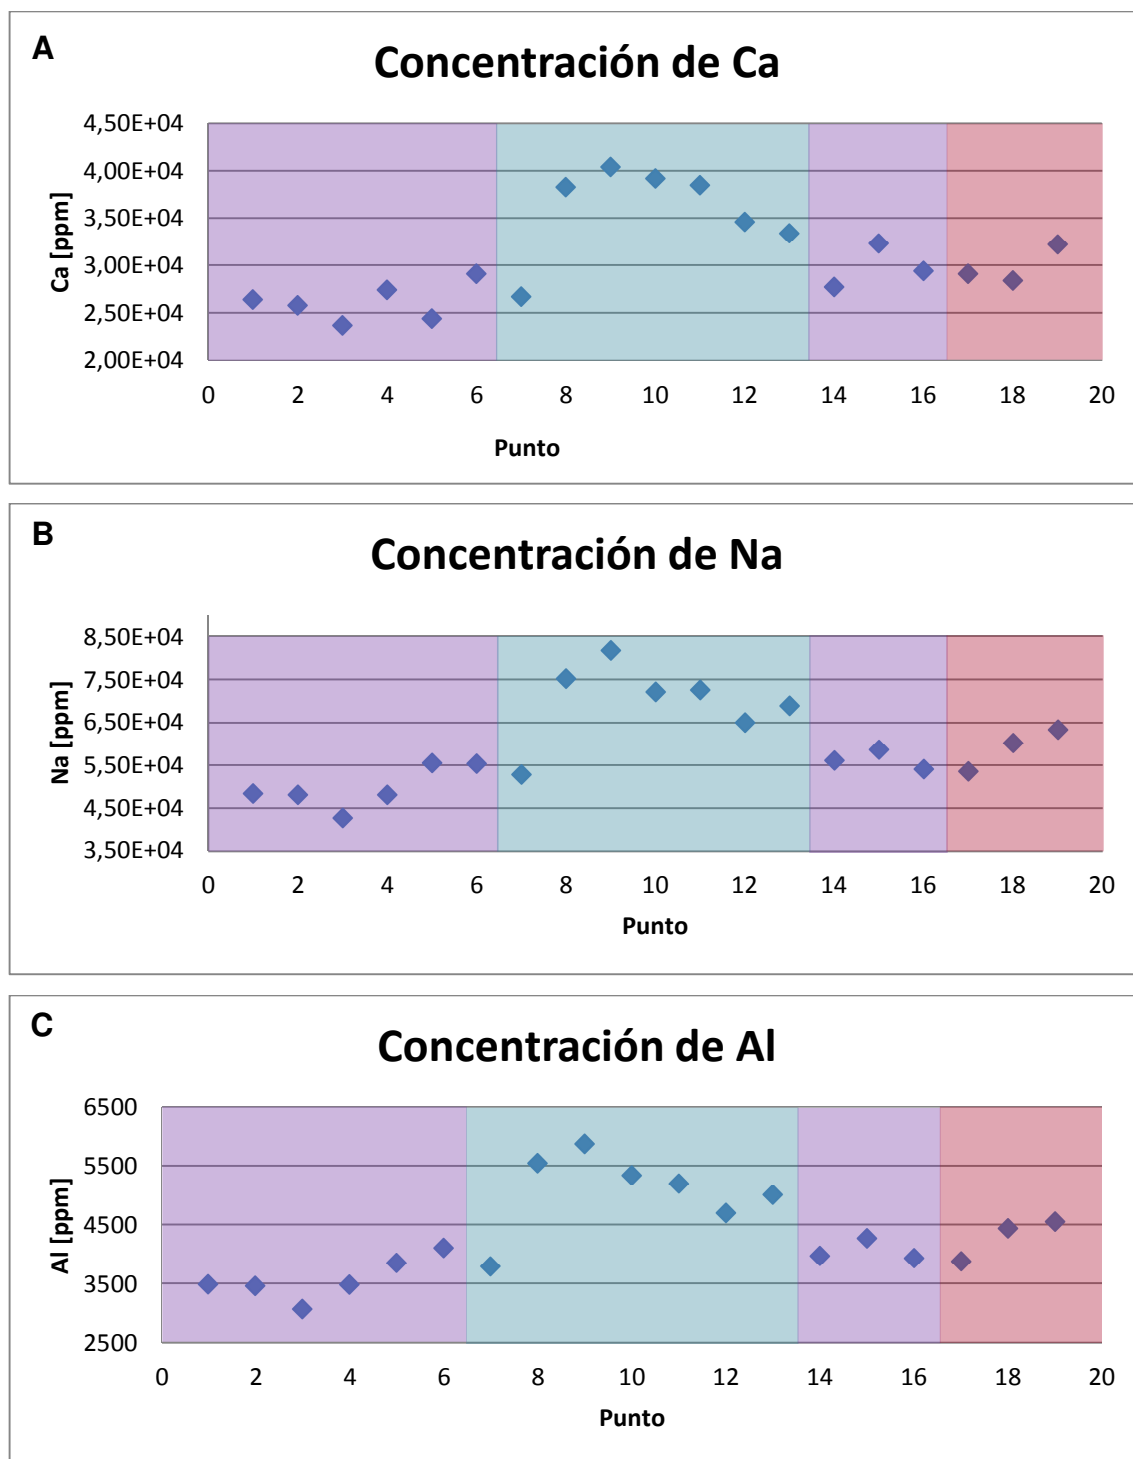 A
Concentración de Ca
4,50E+04
4,00E+04
3,50E+04
3,00E+04
2,50E+04
2,00E+04
Ca [ppm]
0 2 4 6 8 10 12 14 16 18 20
Punto
B
Concentración de Na
8,50E+04
7,50E+04
6,50E+04
5,50E+04
4,50E+04
3,50E+04
Na [ppm]
0 2 4 6 8 10 12 14 16 18 20
Punto
C
Concentración de Al
6500
5500
4500
3500
2500
Al [ppm]
0 2 4 6 8 10 12 14 16 18 20
Punto